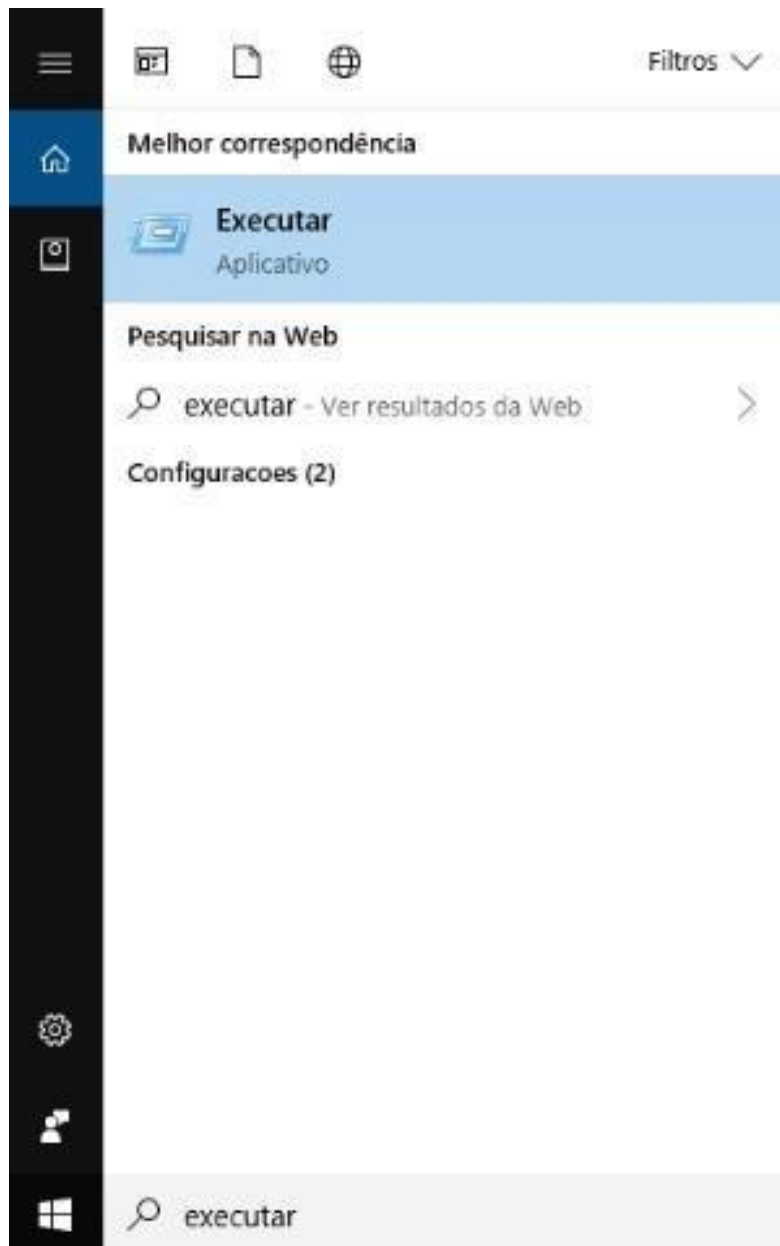 Filtros
Melhor correspondência
Executar
Aplicativo
Pesquisar na Web
executar - Ver resultados da Web
Configuracoes (2)
executar